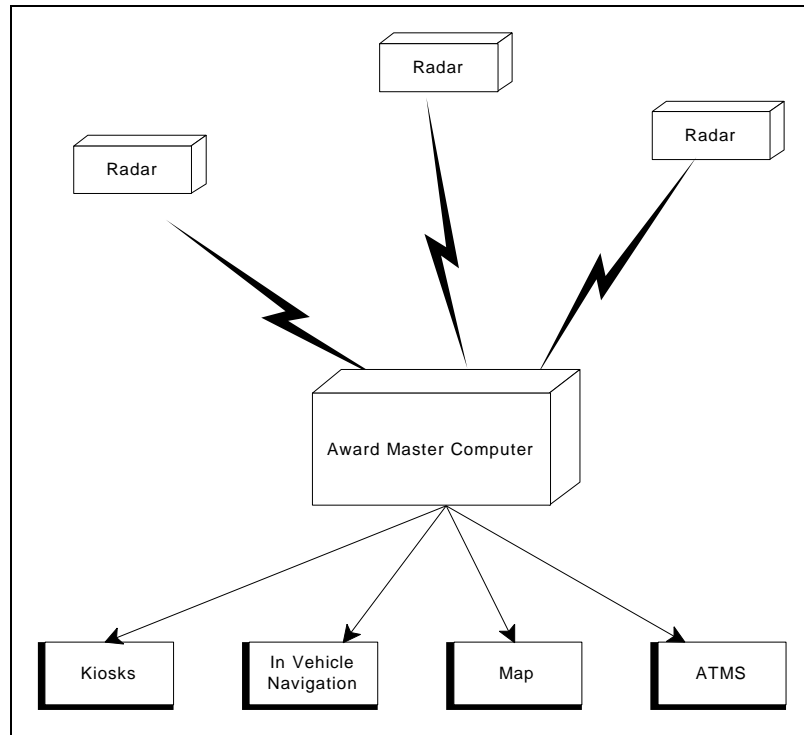 Radar
Radar
Radar
Award Master Computer
Kiosks
In Vehicle
Navigation
Map
ATMS